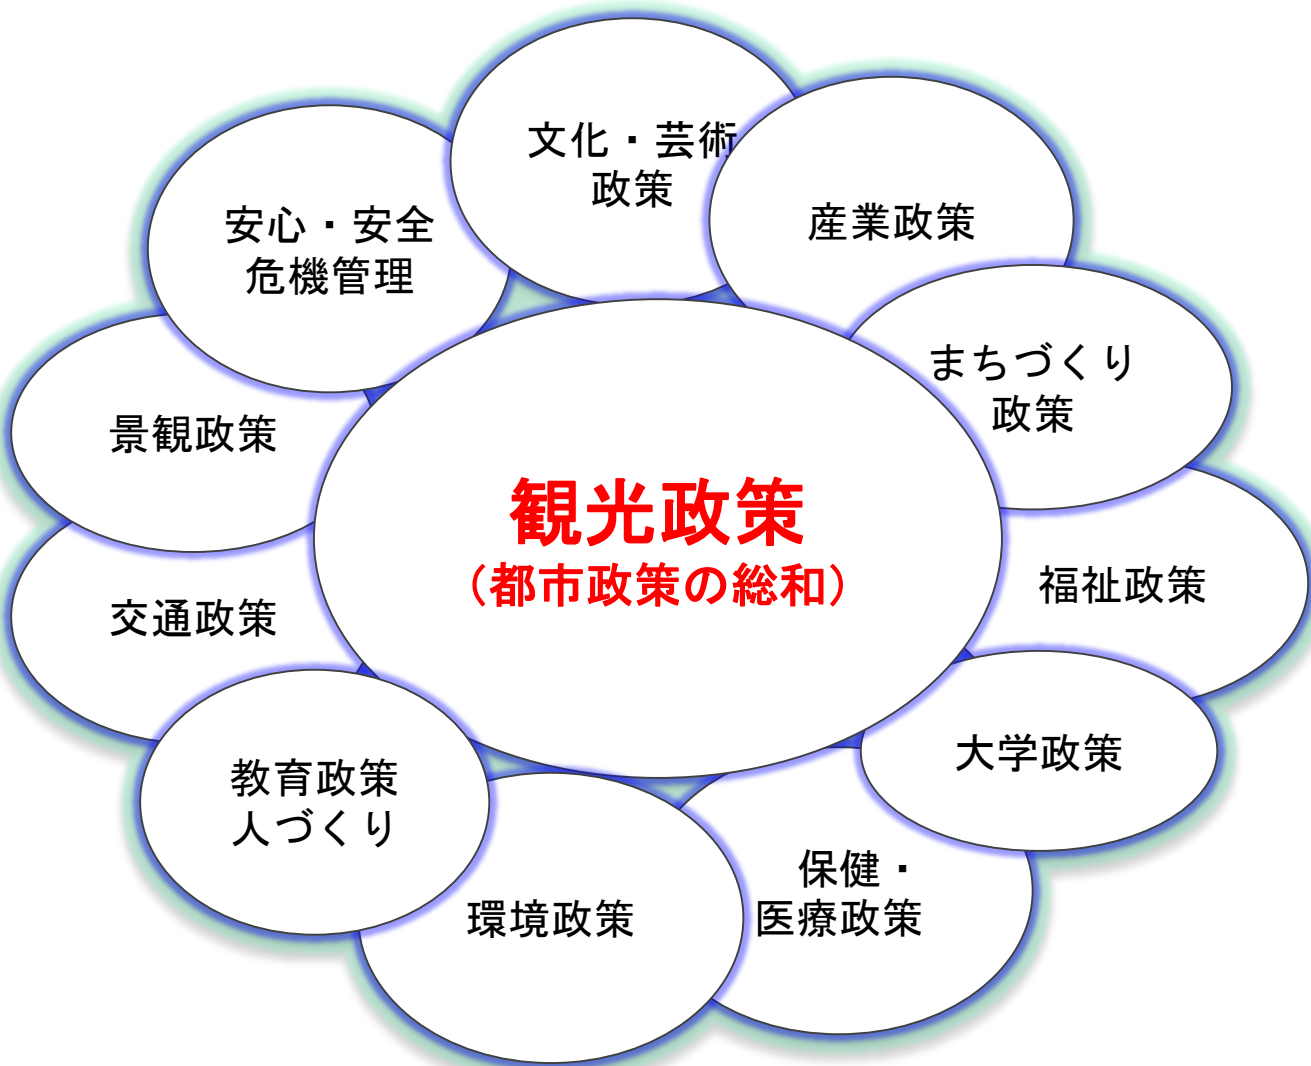 文化・芸術
政策
産業政策
安心・安全
危機管理
まちづくり
政策
景観政策
観光政策
（都市政策の総和）
福祉政策
交通政策
大学政策
教育政策
人づくり
保健・
医療政策
環境政策